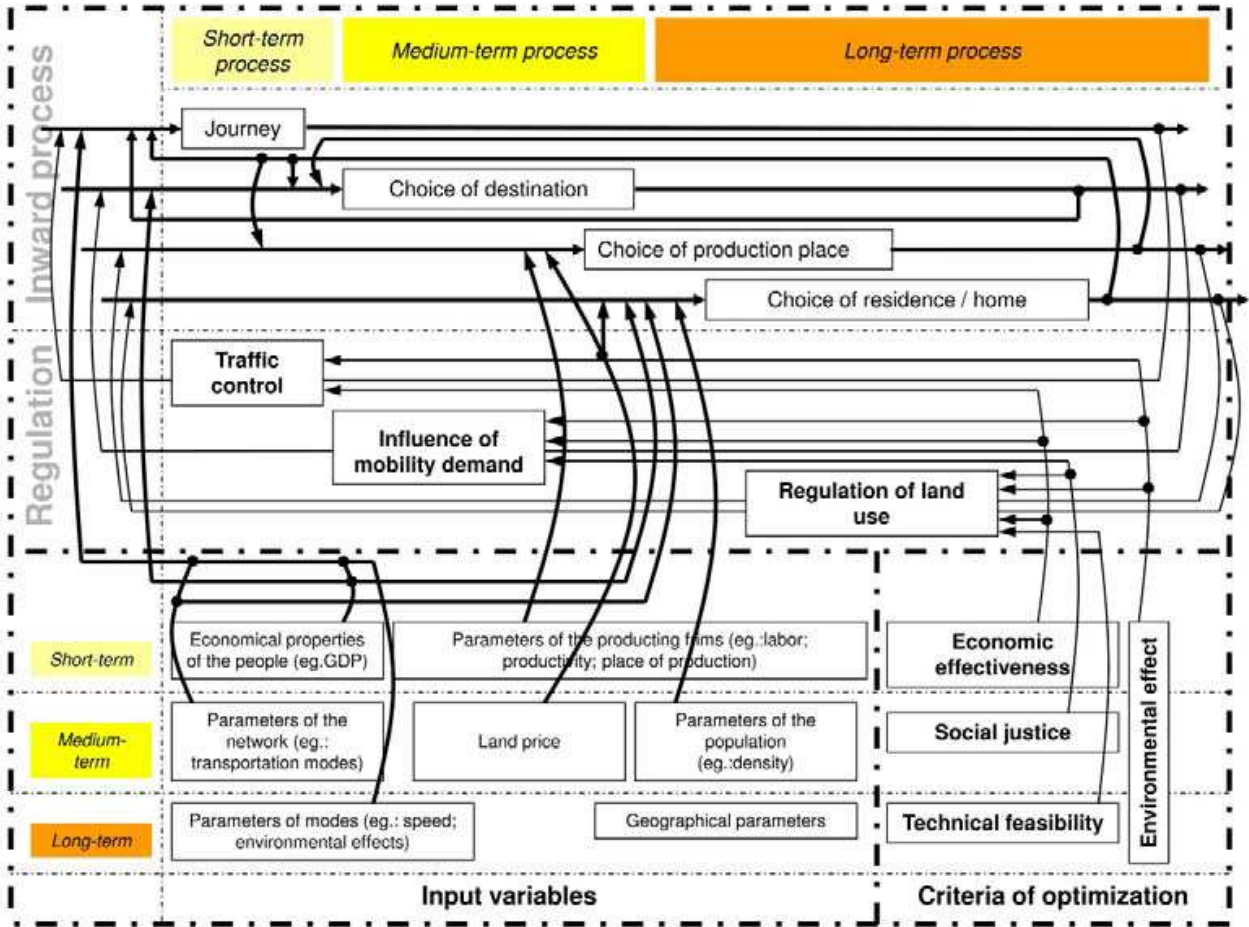 Short-term
process
Medium-term process
Long-term process
Inward process
Journey
Choice of destination
Choice of production place
Choice of residence / home
Regulation
Traffic
control
Influence of
mobility demand
Regulation of land
use
Short-term
Economical properties
of the people (eg.GDP)
Parameters of the producting frims (eg.:labor;
productivity; place of production)
Economic
effectiveness
Environmental effect
Medium-
term
Parameters of the
network (eg.:
transportation modes)
Land price
Parameters of the
population
(eg.:density)
Social justice
Long-term
Parameters of modes (eg.: speed;
environmental effects)
Geographical parameters
Technical feasibility
Input variables
Criteria of optimization